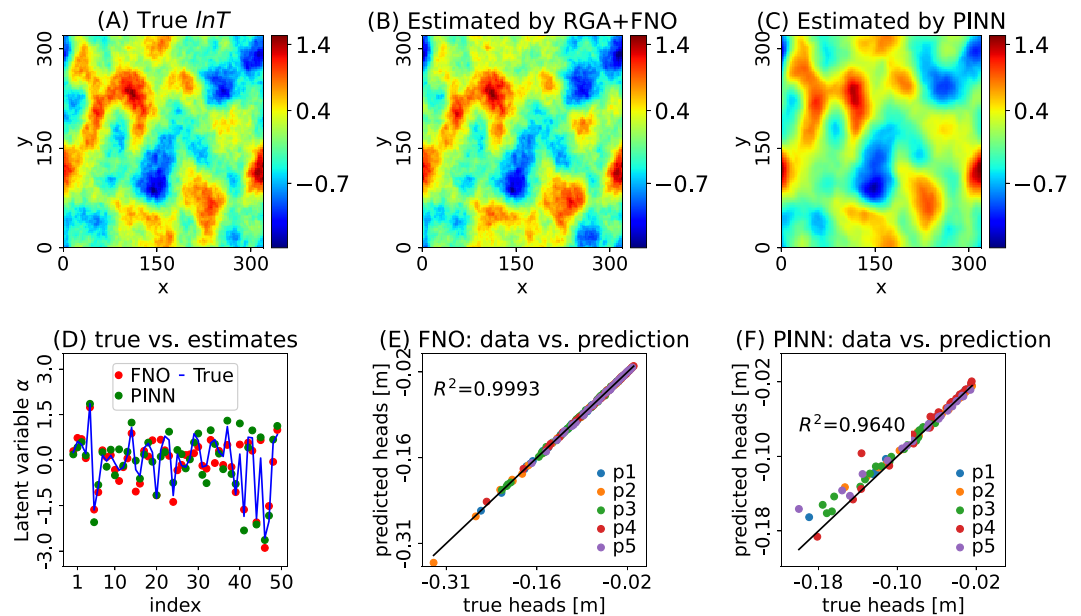 (A) True lnT
(B) Estimated by RGA+FNO
(C) Estimated by PINN
300
150
0
y
0
150
300
x
1.4
0.4
−0.7
300
150
0
y
0
150
300
x
1.4
0.4
−0.7
300
150
0
y
0
150
300
x
1.4
0.4
−0.7
(D) true vs. estimates
3.0
1.5
0.0
-1.5
-3.0
Latent variable α
FNO
True
PINN
1
10
20
30
40
50
index
(E) FNO: data vs. prediction
-0.02
-0.16
-0.31
predicted heads [m]
R²=0.9993
p1
p2
p3
p4
p5
-0.31
-0.16
-0.02
true heads [m]
(F) PINN: data vs. prediction
-0.02
-0.10
-0.18
predicted heads [m]
R²=0.9640
p1
p2
p3
p4
p5
-0.18
-0.10
-0.02
true heads [m]